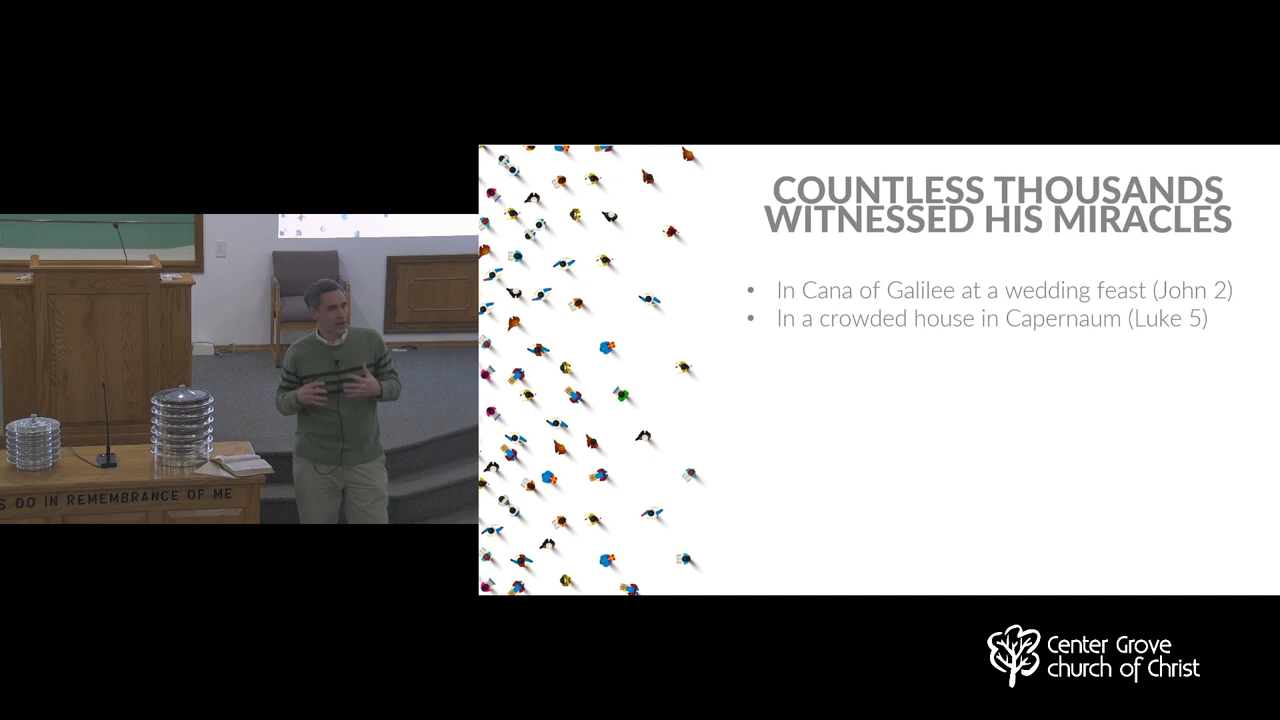 COUNTLESS THOUSANDS
WITNESSED HIS MIRACLES
• In Cana of Galilee at a wedding feast (John 2)
• In a crowded house in Capernaum (Luke 5)
DO IN REMEMBRANCE OF ME
Center Grove
church of Christ